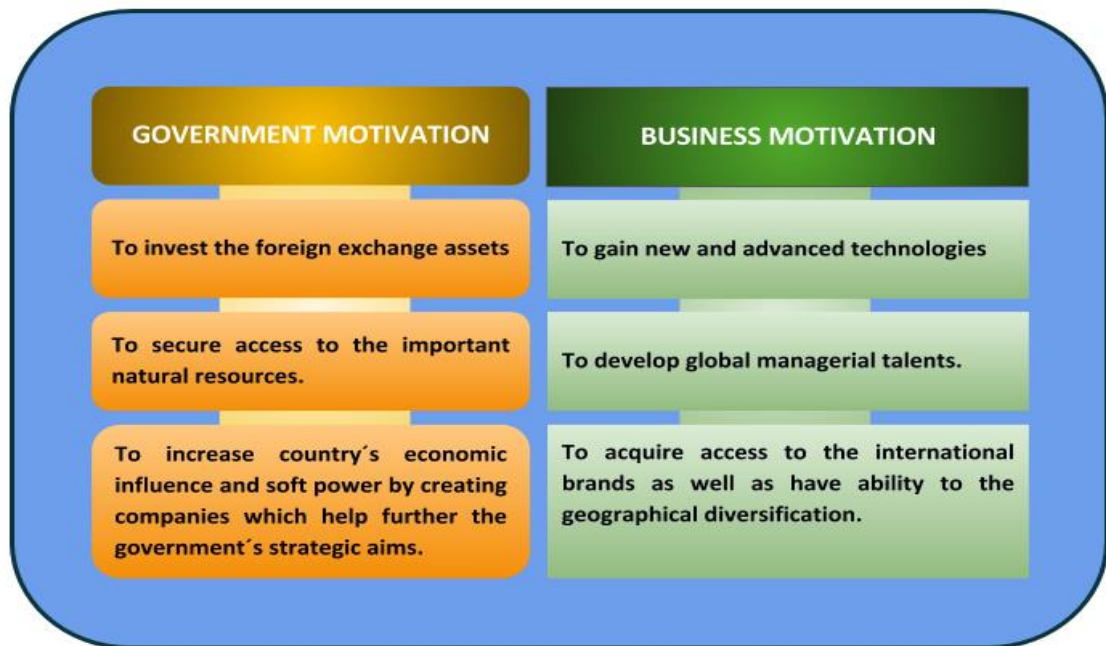 GOVERNMENT MOTIVATION
To invest the foreign exchange assets
To secure access to the important
natural resources.
To increase country´s economic
influence and soft power by creating
companies which help further the
government´s strategic aims.
BUSINESS MOTIVATION
To gain new and advanced technologies
To develop global managerial talents.
To acquire access to the international
brands as well as have ability to the
geographical diversification.